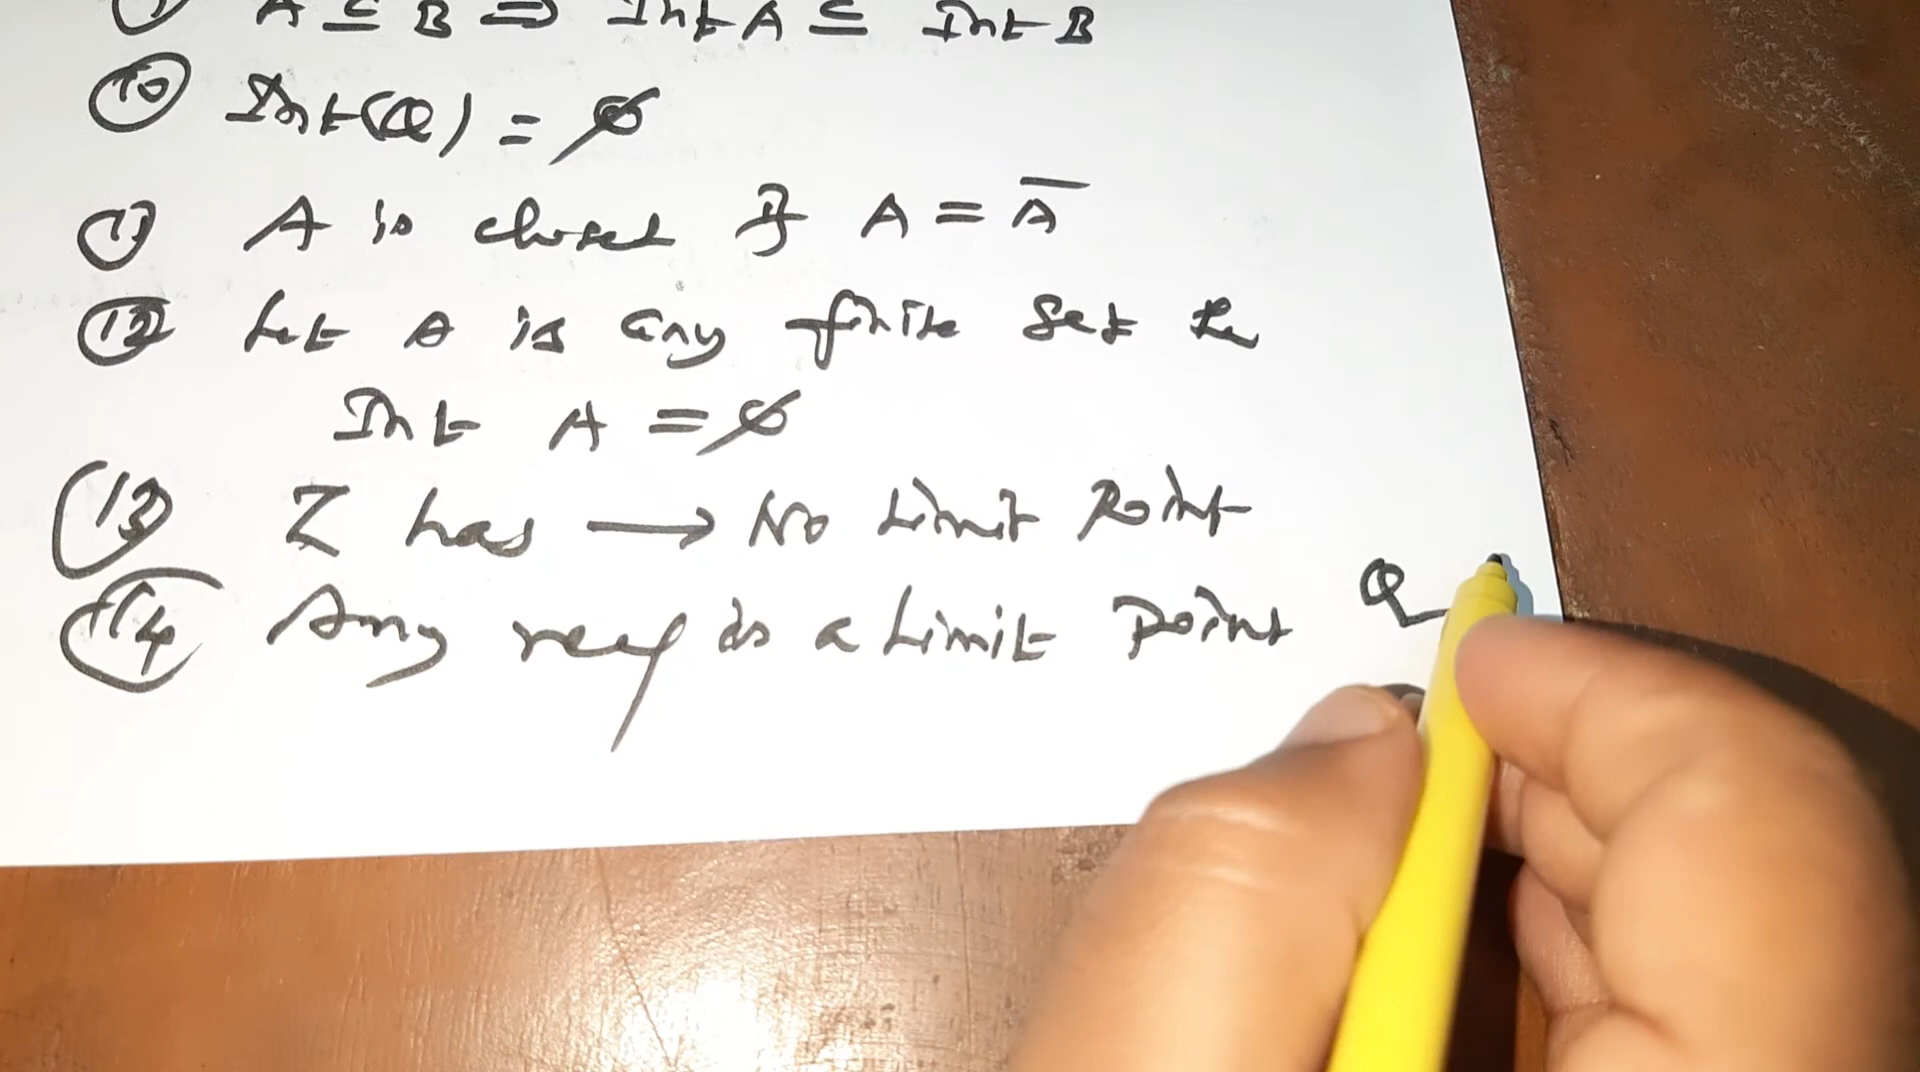 ⑨ A ⊆ B ⇒ Int A ⊆ Int B
⑩ Int(Q) = ∅
⑪ A is closed if A = A̅
⑫ Let A is any finite set
Int A = ∅
⑬ Z has → No Limit Point
⑭ Any real is a Limit Point Q